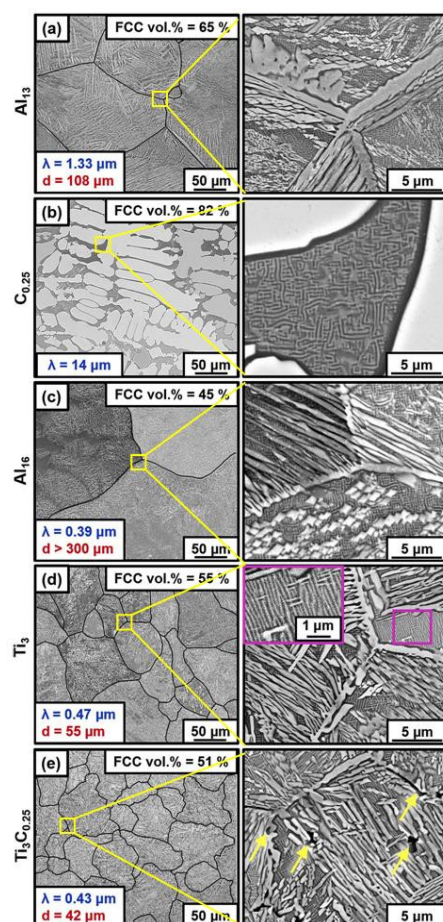 (a) FCC vol.% = 65 %
Al13
λ = 1.33 µm
d = 108 µm
50 µm
5 µm
(b) FCC vol.% = 82 %
C0.25
λ = 14 µm
50 µm
5 µm
(c) FCC vol.% = 45 %
Al16
λ = 0.39 µm
d > 300 µm
50 µm
5 µm
(d) FCC vol.% = 55 %
Ti3
1 µm
λ = 0.47 µm
d = 55 µm
50 µm
5 µm
(e) FCC vol.% = 51 %
Ti3C0.25
λ = 0.43 µm
d = 42 µm
50 µm
5 µm